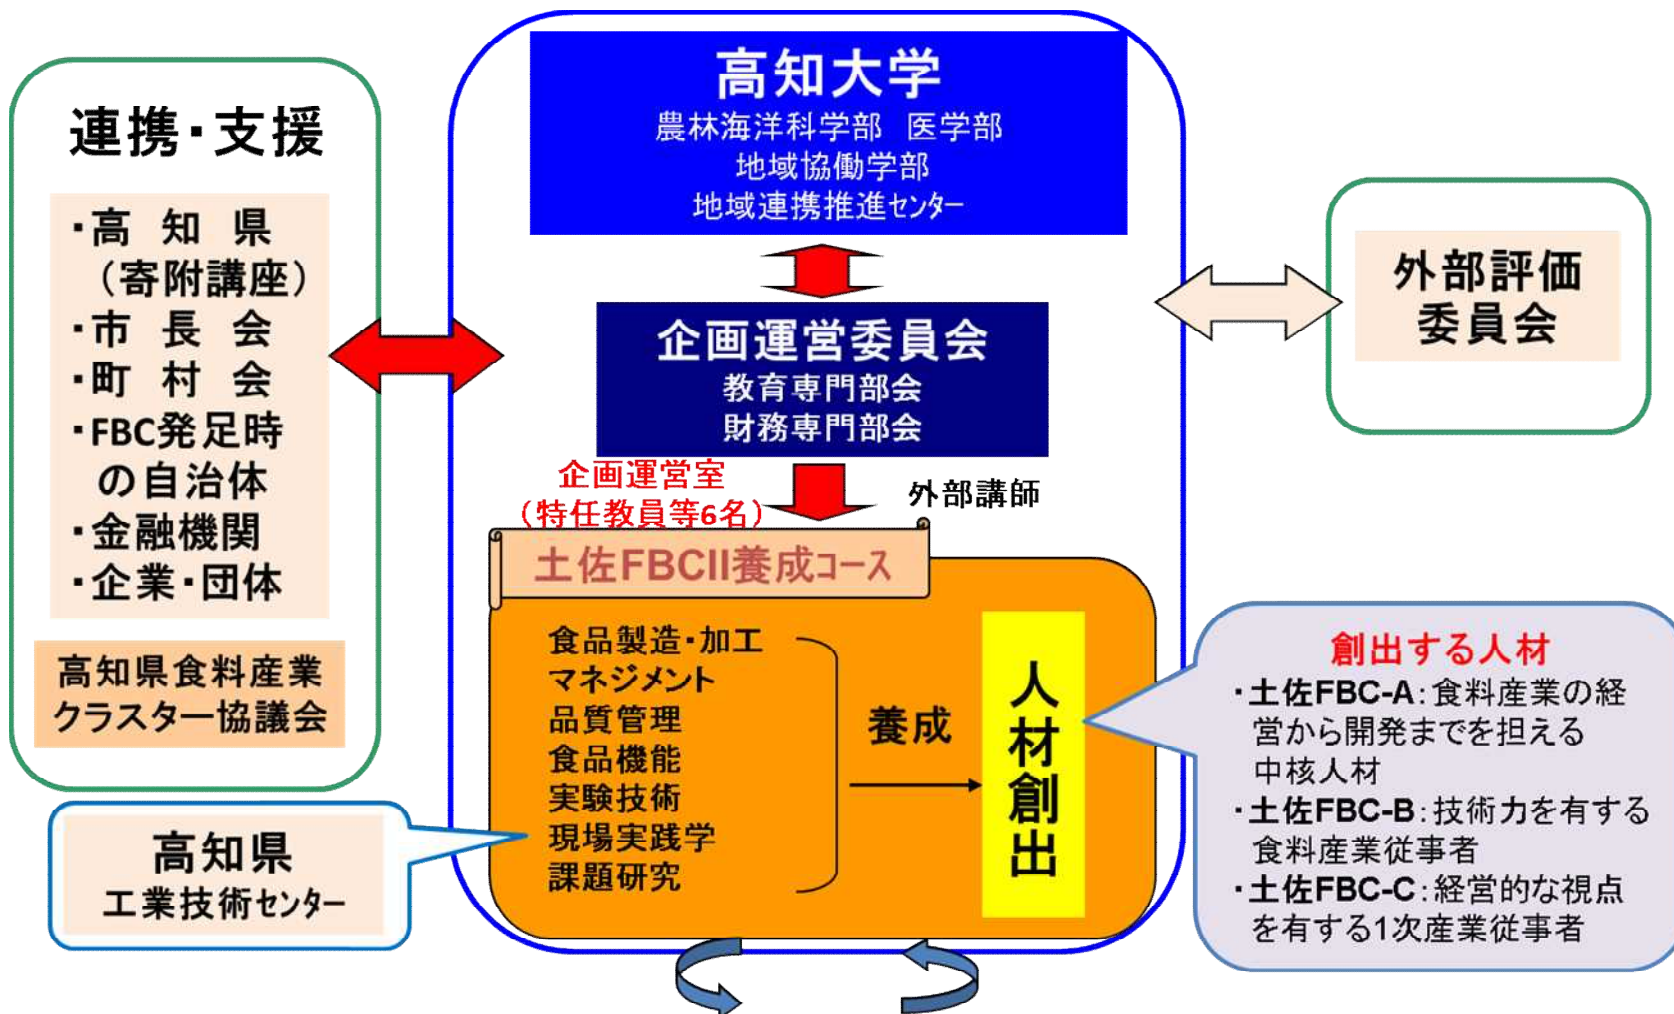 連携・支援
・高知県
（寄附講座）
・市長会
・町村会
・FBC発足時
の自治体
・金融機関
・企業・団体
高知県食料産業
クラスター協議会
高知県
工業技術センター
高知大学
農林海洋科学部　医学部
地域協働学部
地域連携推進センター
企画運営委員会
教育専門部会
財務専門部会
企画運営室
（特任教員等6名）
外部講師
土佐FBCII養成コース
食品製造・加工
マネジメント
品質管理
食品機能
実験技術
現場実践学
課題研究
養成
人材創出
外部評価
委員会
創出する人材
・土佐FBC-A：食料産業の経
営から開発までを担える
中核人材
・土佐FBC-B：技術力を有する
食料産業従事者
・土佐FBC-C：経営的な視点
を有する1次産業従事者